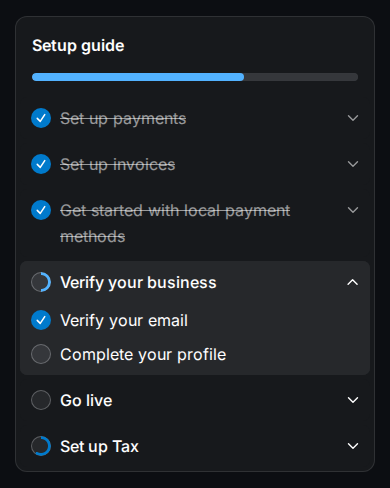 Setup guide
Set up payments
Set up invoices
Get started with local payment
methods
Verify your business
Verify your email
Complete your profile
Go live
Set up Tax